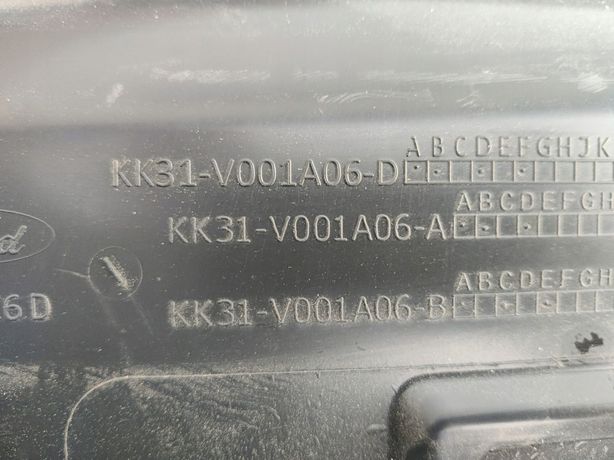 ABCDEFGHJK
KK31-V001A06-D
ABCDEFGH
KK31-V001A06-A
ABCDEFGH
KK31-V001A06-B
6D